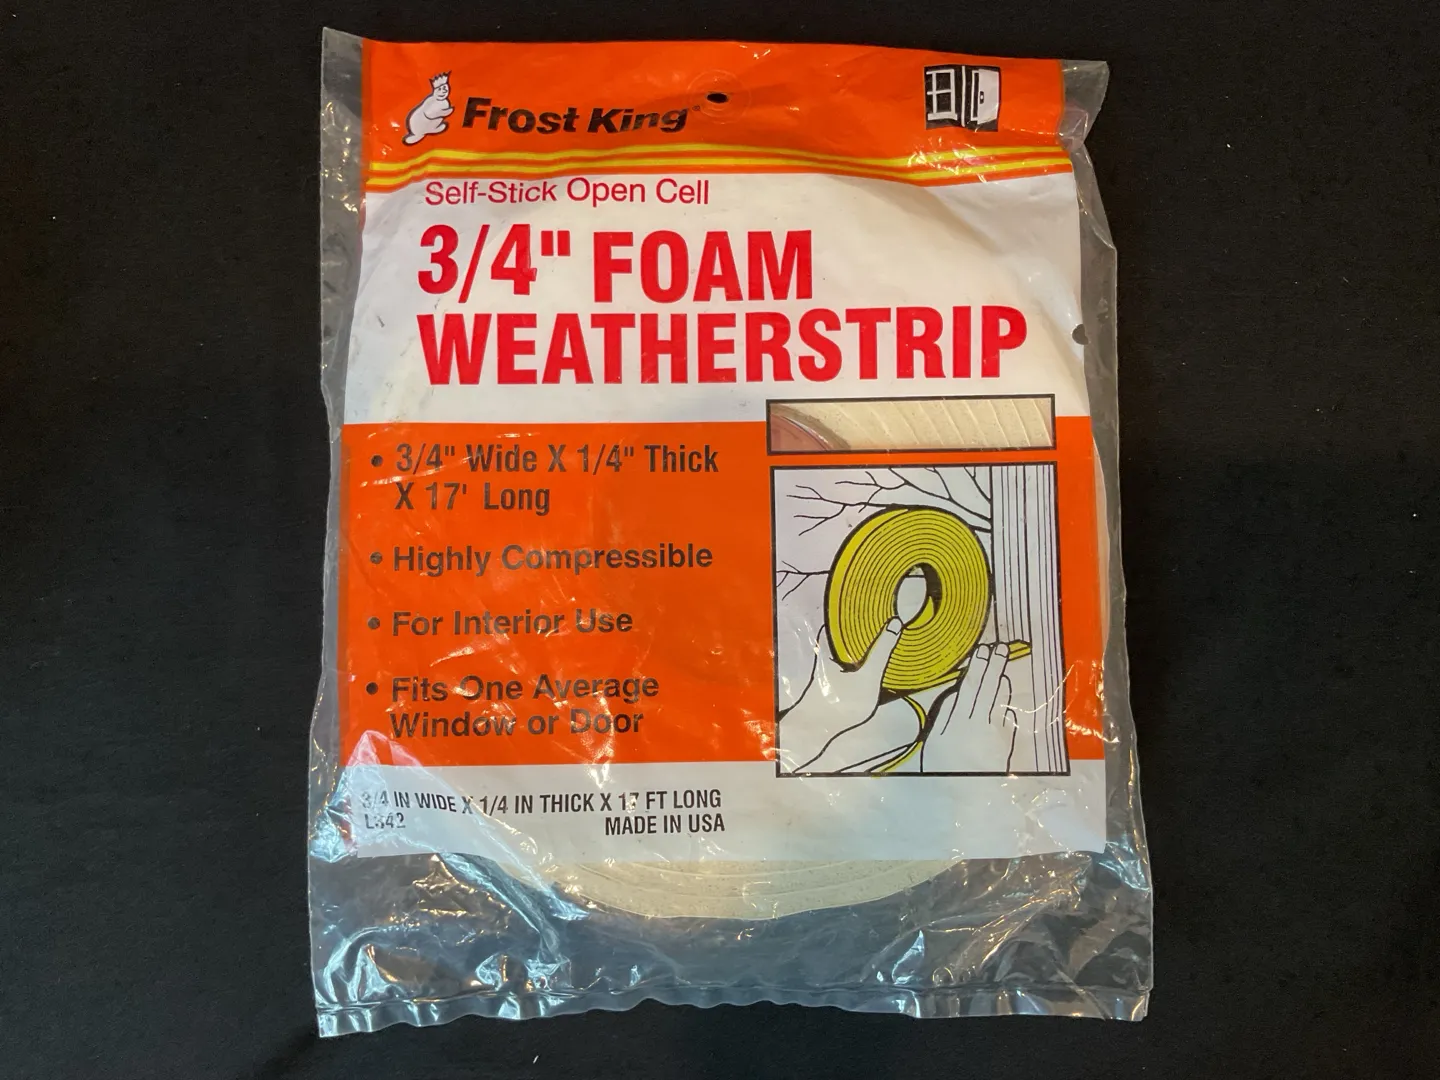 Frost King®
Self-Stick Open Cell
3/4" FOAM
WEATHERSTRIP
• 3/4" Wide X 1/4" Thick
X 17' Long
• Highly Compressible
• For Interior Use
• Fits One Average
Window or Door
3/4 IN WIDE X 1/4 IN THICK X 17 FT LONG
L342 MADE IN USA